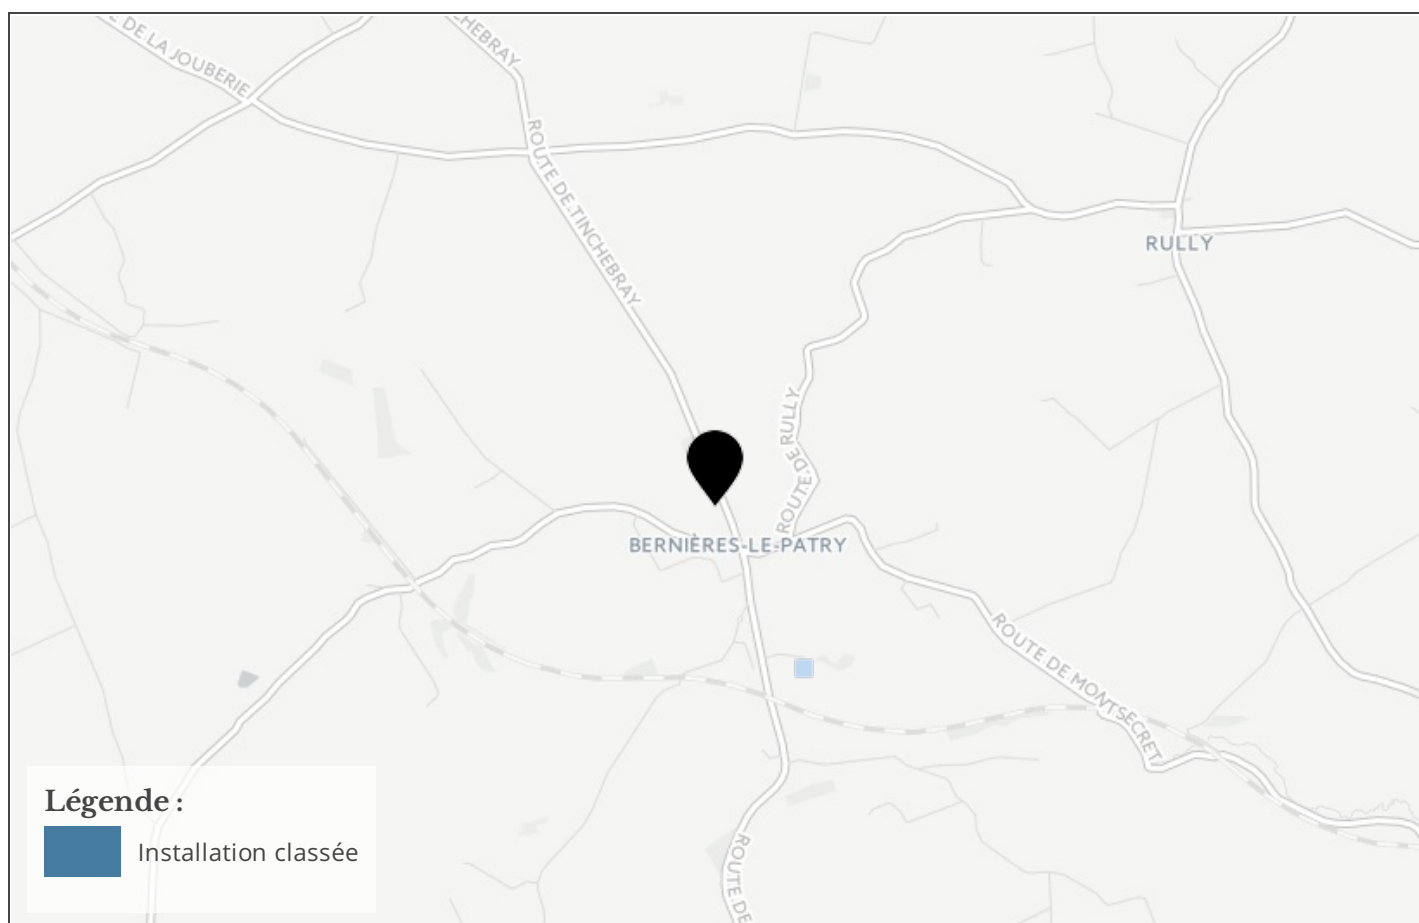 E DE LA JOUBERIE
CHEBRAY
ROUTE DE TINCHEBRAY
RULLY
ROUTE DE RULLY
BERNIÈRES-LE-PATRY
ROUTE DE MONTSECRET
ROUTE DE
Légende :
Installation classée